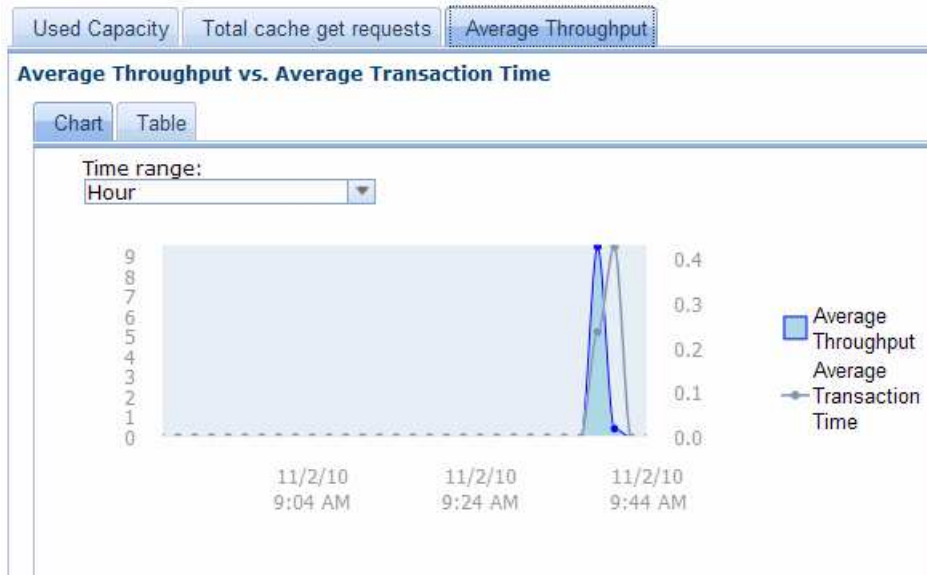 Used Capacity
Total cache get requests
Average Throughput
Average Throughput vs. Average Transaction Time
Chart
Table
Time range:
Hour
9
8
7
6
5
4
3
2
1
0
0.4
0.3
0.2
0.1
0.0
11/2/10
9:04 AM
11/2/10
9:24 AM
11/2/10
9:44 AM
Average
Throughput
Average
Transaction
Time